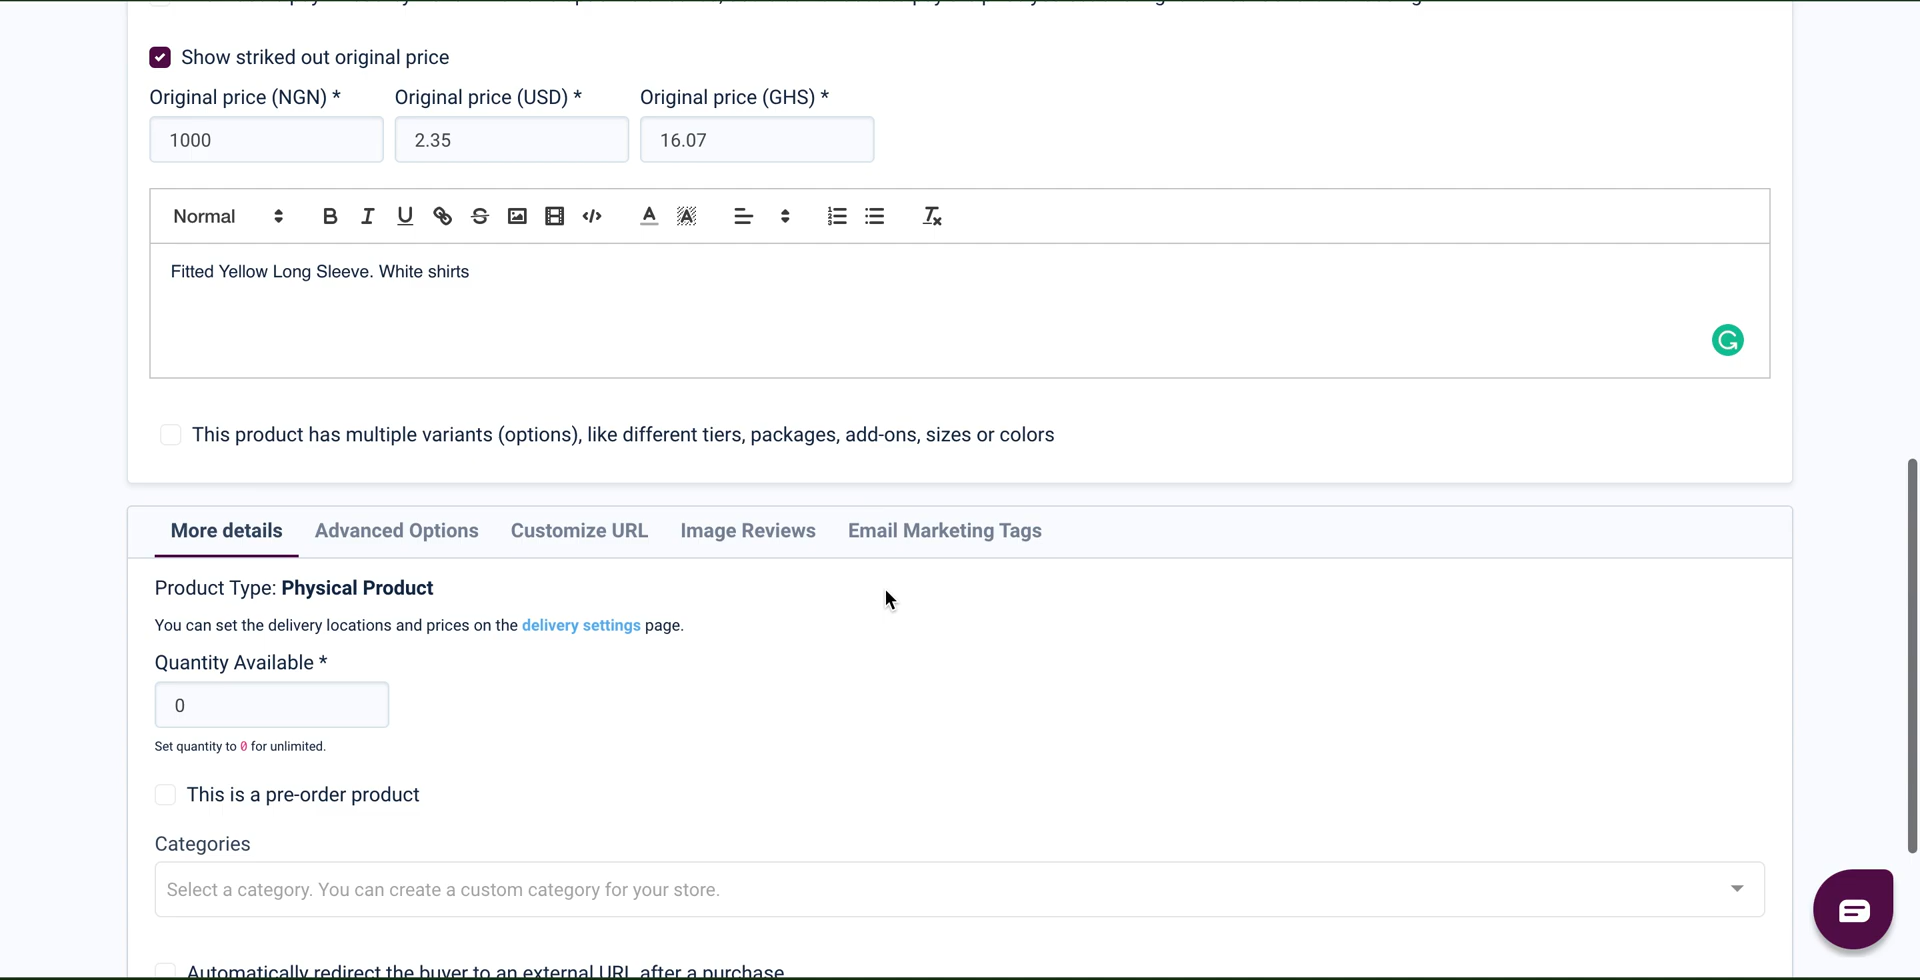 Show striked out original price
Original price (NGN) * Original price (USD) * Original price (GHS) *
1000 2.35 16.07
Normal
Fitted Yellow Long Sleeve. White shirts
This product has multiple variants (options), like different tiers, packages, add-ons, sizes or colors
More details Advanced Options Customize URL Image Reviews Email Marketing Tags
Product Type: Physical Product
You can set the delivery locations and prices on the delivery settings page.
Quantity Available *
0
Set quantity to 0 for unlimited.
This is a pre-order product
Categories
Select a category. You can create a custom category for your store.
Automatically redirect the buyer to an external URL after a purchase